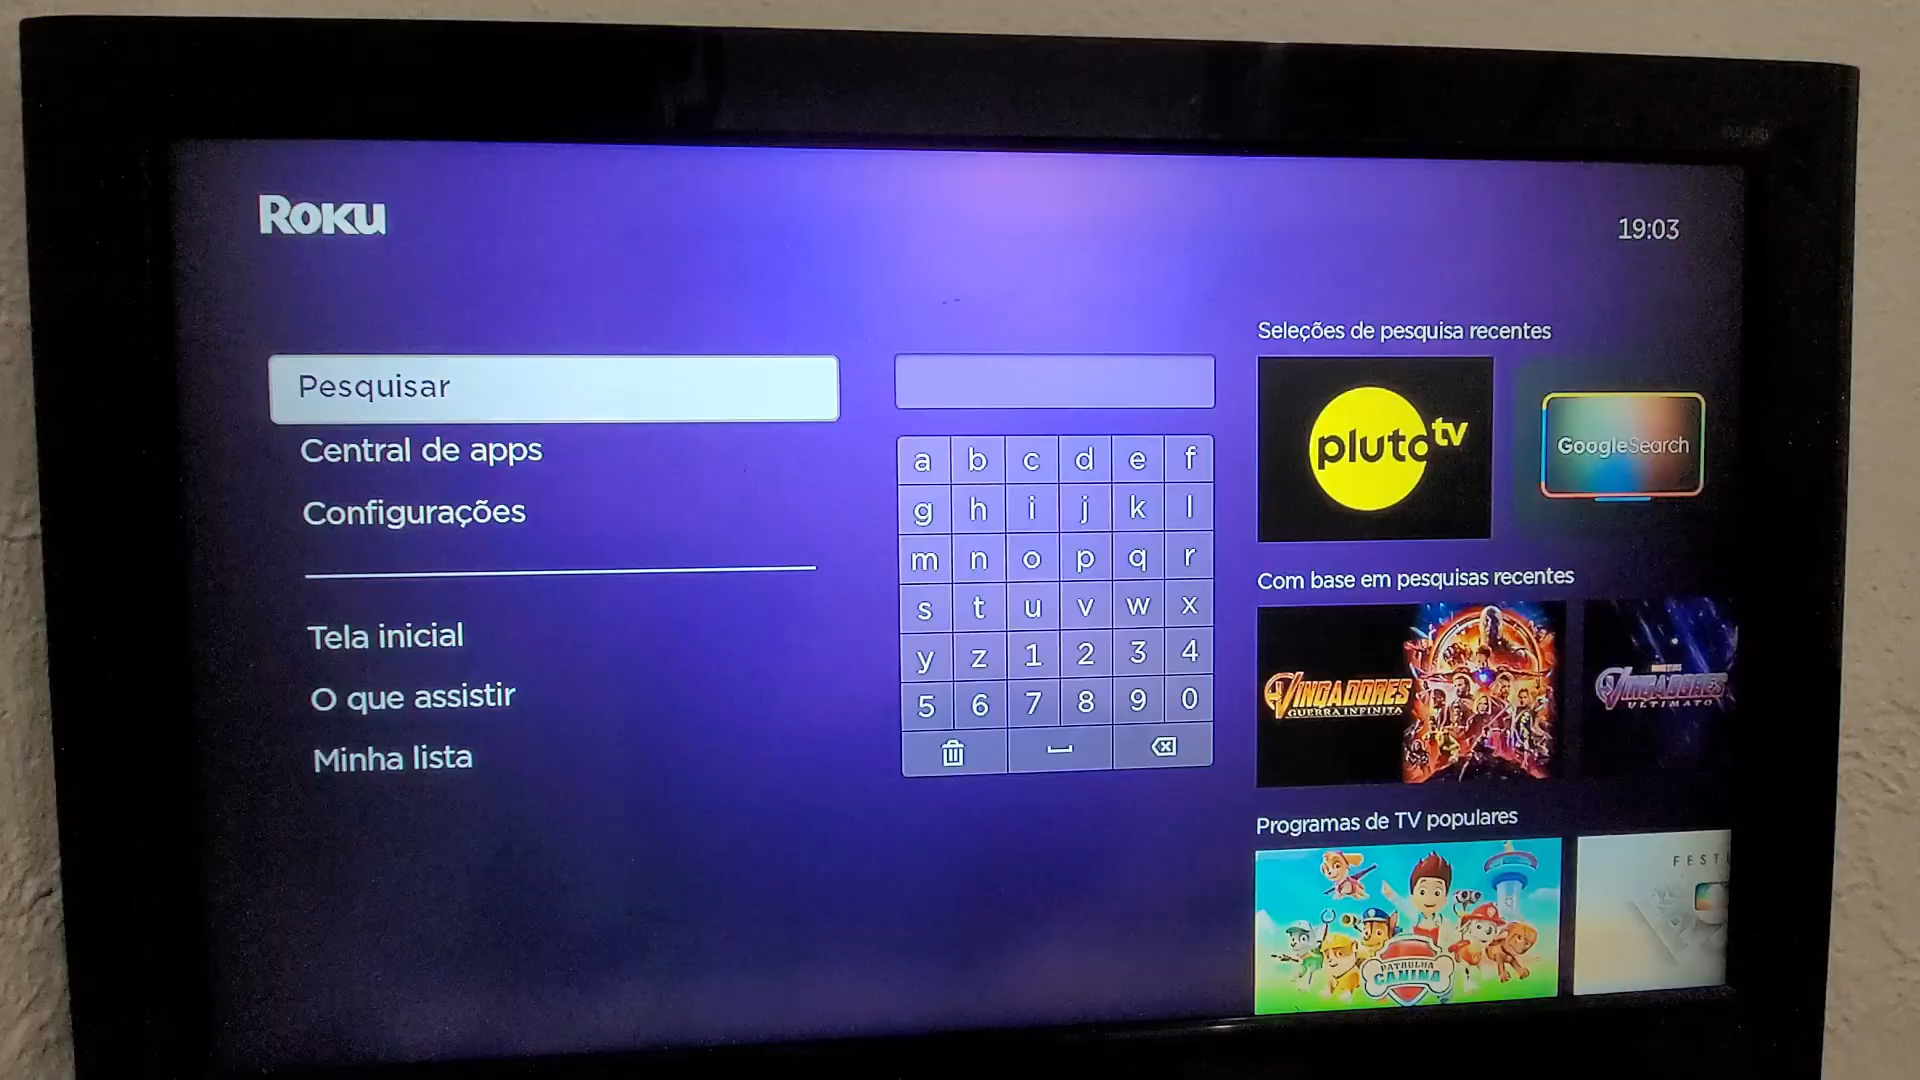 Roku
19:03
Pesquisar
Central de apps
Configurações
Tela inicial
O que assistir
Minha lista
a b c d e f
g h i j k l
m n o p q r
s t u v w x
y z 1 2 3 4
5 6 7 8 9 0
Seleções de pesquisa recentes
pluto tv
GoogleSearch
Com base em pesquisas recentes
VINGADORES
GUERRA INFINITA
VINGADORES
ULTIMATO
Programas de TV populares
PATRULHA
CANINA
FESTI